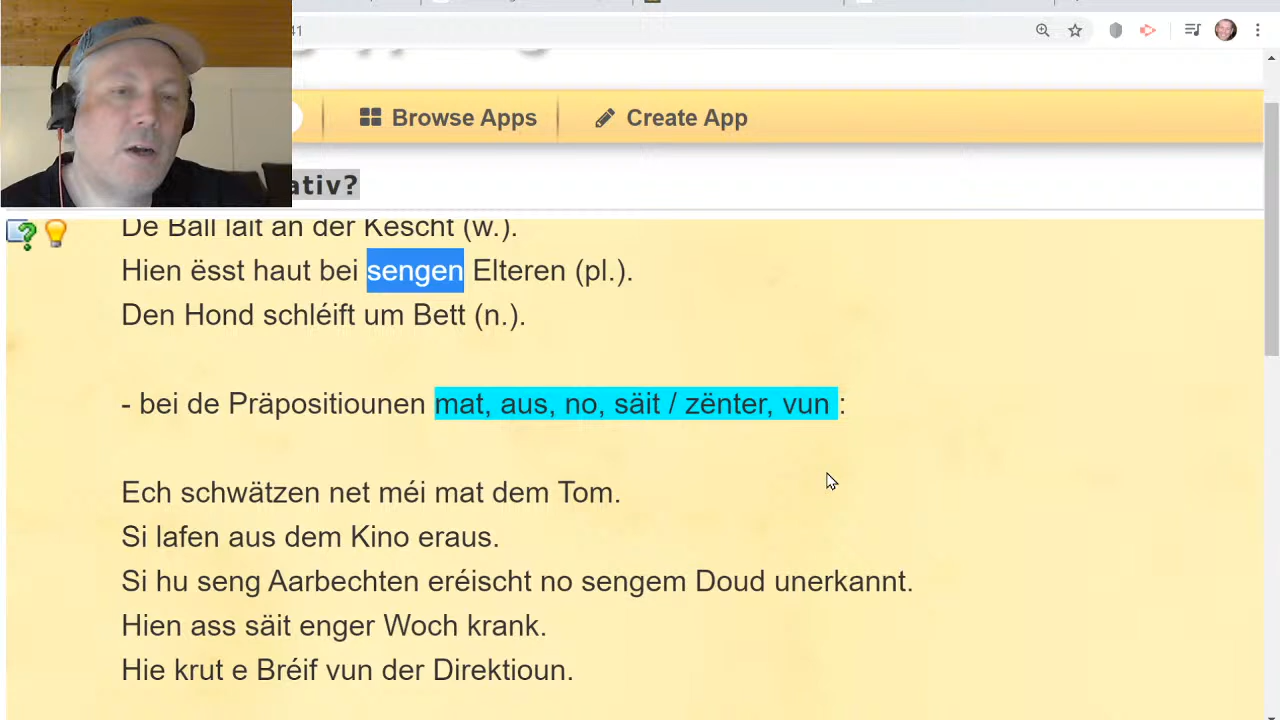 41
Browse Apps
Create App
ativ?
De Ball läit an der Këscht (w.).
Hien ësst haut bei sengen Elteren (pl.).
Den Hond schléift um Bett (n.).
- bei de Präpositiounen mat, aus, no, säit / zënter, vun :
Ech schwätzen net méi mat dem Tom.
Si lafen aus dem Kino eraus.
Si hu seng Aarbechten eréischt no sengem Doud unerkannt.
Hien ass säit enger Woch krank.
Hie krut e Bréif vun der Direktioun.